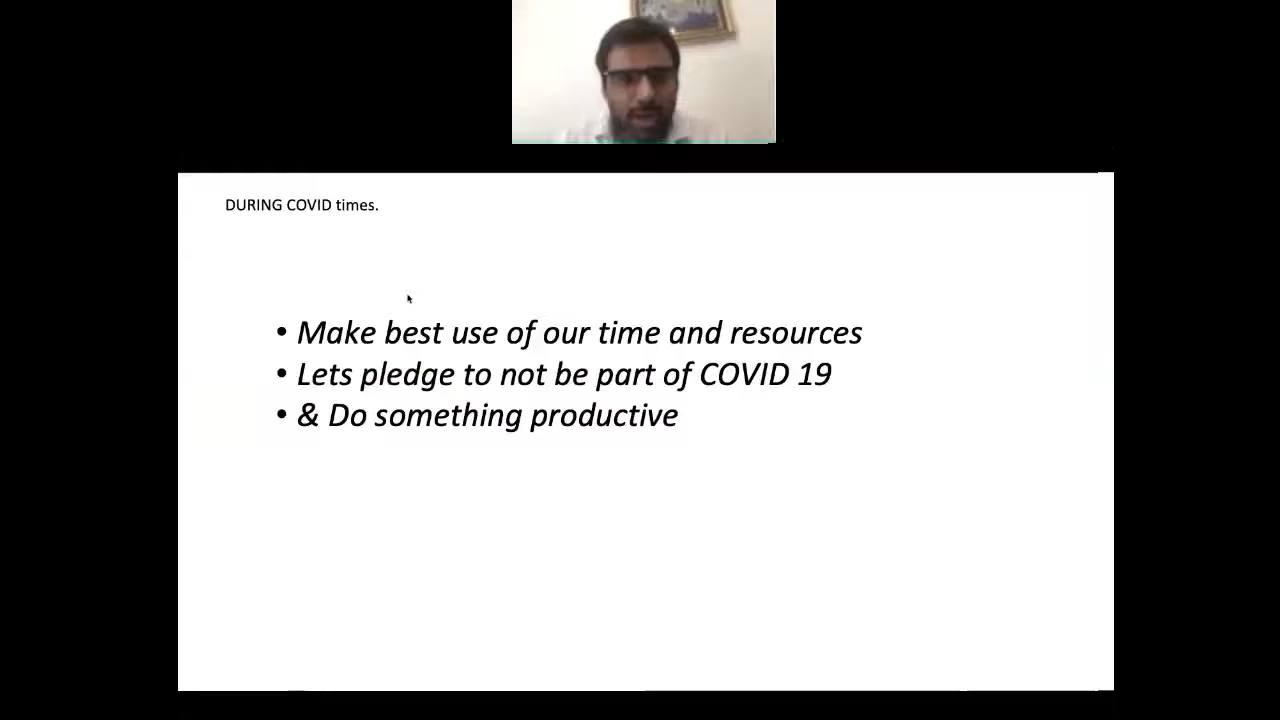 DURING COVID times.
• Make best use of our time and resources
• Lets pledge to not be part of COVID 19
• & Do something productive